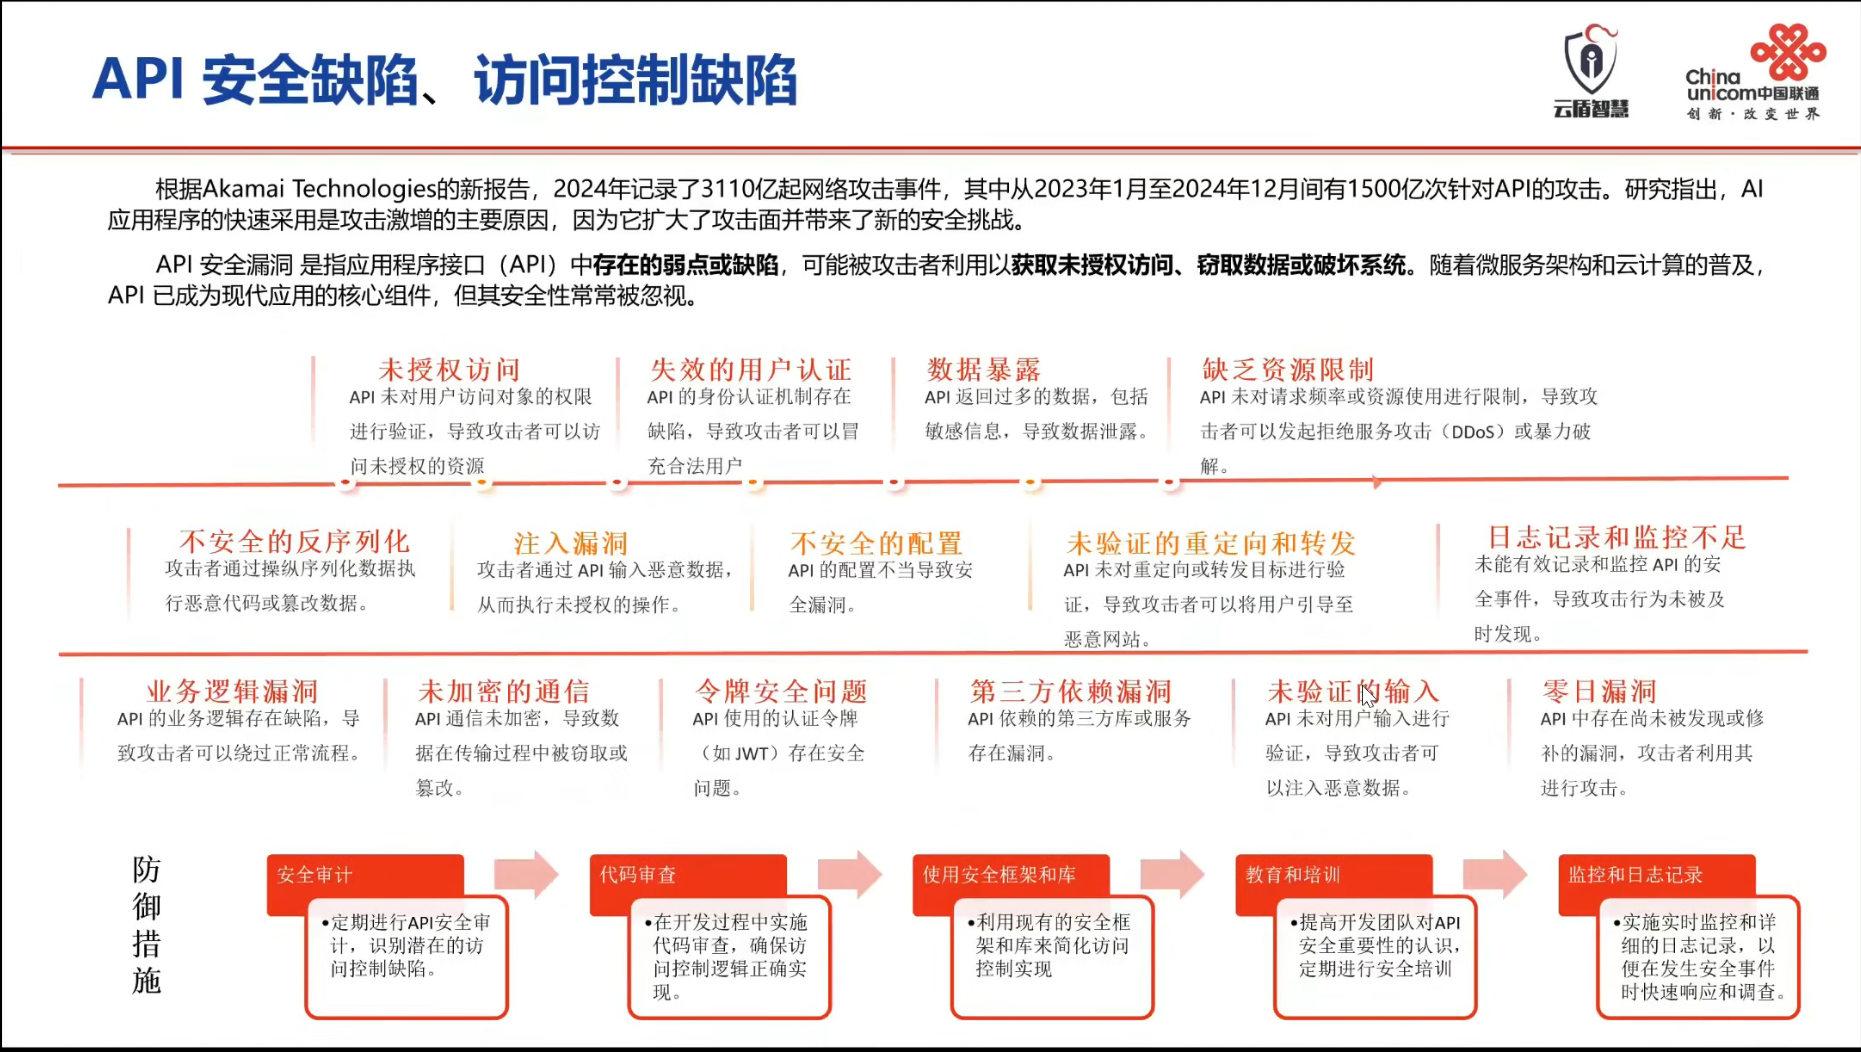 API 安全缺陷、访问控制缺陷
云盾智慧
China
unicom中国联通
创新·改变世界
根据Akamai Technologies的新报告，2024年记录了3110亿起网络攻击事件，其中从2023年1月至2024年12月间有1500亿次针对API的攻击。研究指出，AI
应用程序的快速采用是攻击激增的主要原因，因为它扩大了攻击面并带来了新的安全挑战。
API 安全漏洞 是指应用程序接口（API）中存在的弱点或缺陷，可能被攻击者利用以获取未授权访问、窃取数据或破坏系统。随着微服务架构和云计算的普及，
API 已成为现代应用的核心组件，但其安全性常常被忽视。
未授权访问
API 未对用户访问对象的权限
进行验证，导致攻击者可以访
问未授权的资源
失效的用户认证
API 的身份认证机制存在
缺陷，导致攻击者可以冒
充合法用户
数据暴露
API 返回过多的数据，包括
敏感信息，导致数据泄露。
缺乏资源限制
API 未对请求频率或资源使用进行限制，导致攻
击者可以发起拒绝服务攻击（DDoS）或暴力破
解。
不安全的反序列化
攻击者通过操纵序列化数据执
行恶意代码或篡改数据。
注入漏洞
攻击者通过 API 输入恶意数据，
从而执行未授权的操作。
不安全的配置
API 的配置不当导致安
全漏洞。
未验证的重定向和转发
API 未对重定向或转发目标进行验
证，导致攻击者可以将用户引导至
恶意网站。
日志记录和监控不足
未能有效记录和监控 API 的安
全事件，导致攻击行为未被及
时发现。
业务逻辑漏洞
API 的业务逻辑存在缺陷，导
致攻击者可以绕过正常流程。
未加密的通信
API 通信未加密，导致数
据在传输过程中被窃取或
篡改。
令牌安全问题
API 使用的认证令牌
（如 JWT）存在安全
问题。
第三方依赖漏洞
API 依赖的第三方库或服务
存在漏洞。
未验证的输入
API 未对用户输入进行
验证，导致攻击者可
以注入恶意数据。
零日漏洞
API 中存在尚未被发现或修
补的漏洞，攻击者利用其
进行攻击。
防御措施
安全审计
•定期进行API安全审
计，识别潜在的访
问控制缺陷。
代码审查
•在开发过程中实施
代码审查，确保访
问控制逻辑正确实
现。
使用安全框架和库
•利用现有的安全框
架和库来简化访问
控制实现
教育和培训
•提高开发团队对API
安全重要性的认识，
定期进行安全培训
监控和日志记录
•实施实时监控和详
细的日志记录，以
便在发生安全事件
时快速响应和调查。